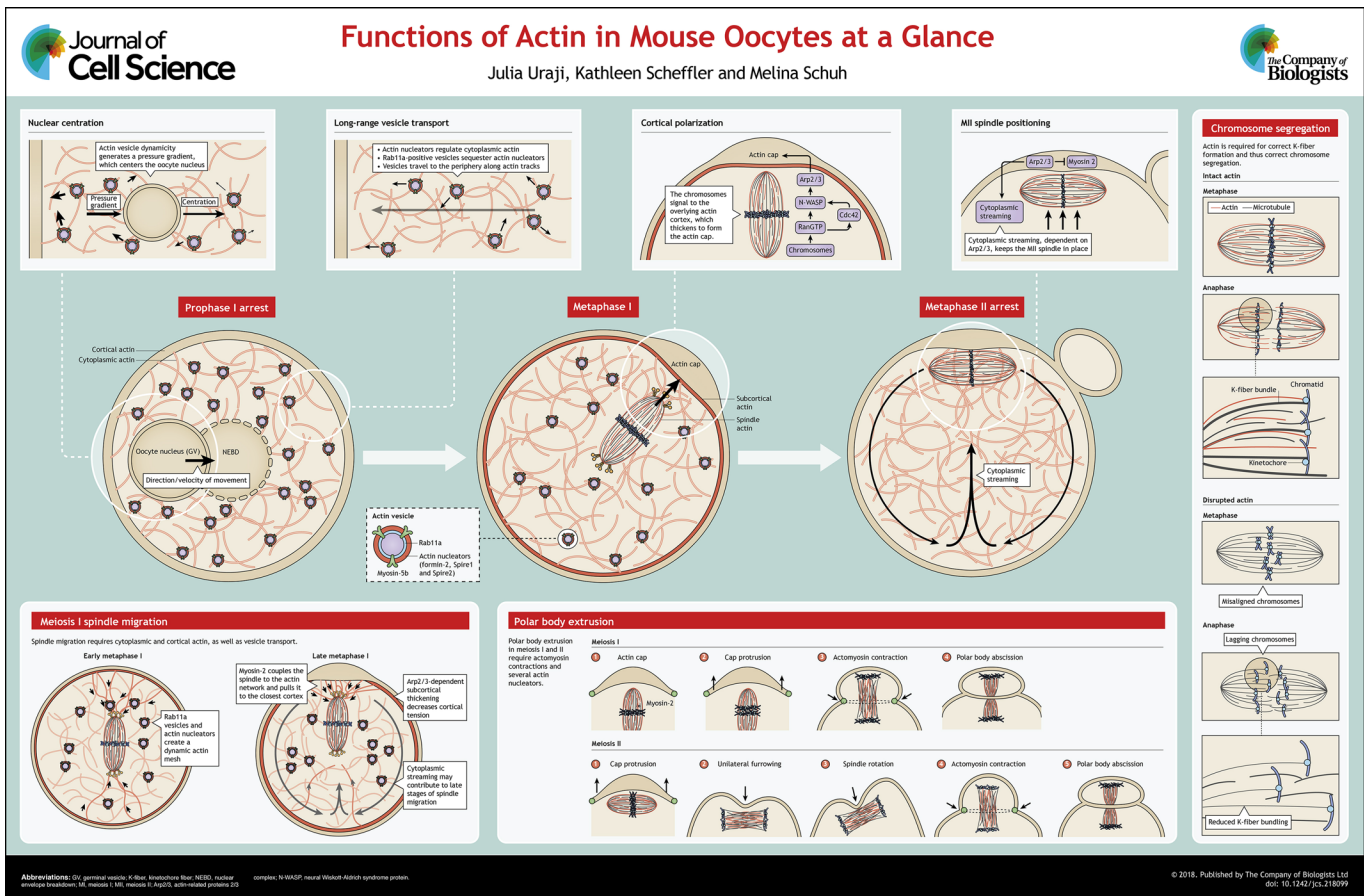 Journal of
Cell Science
Functions of Actin in Mouse Oocytes at a Glance
Julia Uraji, Kathleen Scheffler and Melina Schuh
The Company of
Biologists
Nuclear centration
Actin vesicle dynamicity
generates a pressure gradient,
which centers the oocyte nucleus
Pressure
gradient
Centration
Long-range vesicle transport
• Actin nucleators regulate cytoplasmic actin
• Rab11a-positive vesicles sequester actin nucleators
• Vesicles travel to the periphery along actin tracks
Cortical polarization
Actin cap
The chromosomes
signal to the
overlying actin
cortex, which
thickens to form
the actin cap.
Arp2/3
N-WASP
Cdc42
RanGTP
Chromosomes
MII spindle positioning
Arp2/3
Myosin 2
Cytoplasmic
streaming
Cytoplasmic streaming, dependent on
Arp2/3, keeps the MII spindle in place
Prophase I arrest
Cortical actin
Cytoplasmic actin
Oocyte nucleus (GV)
NEBD
Direction/velocity of movement
Metaphase I
Actin cap
Subcortical
actin
Spindle
actin
Actin vesicle
Rab11a
Actin nucleators
(formin-2, Spire1
and Spire2)
Myosin-5b
Metaphase II arrest
Cytoplasmic
streaming
Chromosome segregation
Actin is required for correct K-fiber
formation and thus correct chromosome
segregation.
Intact actin
Metaphase
Actin
Microtubule
Anaphase
K-fiber bundle
Chromatid
Kinetochore
Disrupted actin
Metaphase
Misaligned chromosomes
Anaphase
Lagging chromosomes
Reduced K-fiber bundling
Meiosis I spindle migration
Spindle migration requires cytoplasmic and cortical actin, as well as vesicle transport.
Early metaphase I
Rab11a
vesicles and
actin nucleators
create a
dynamic actin
mesh
Late metaphase I
Myosin-2 couples the
spindle to the actin
network and pulls it
to the closest cortex
Arp2/3-dependent
subcortical
thickening
decreases cortical
tension
Cytoplasmic
streaming may
contribute to late
stages of spindle
migration
Polar body extrusion
Polar body extrusion
in meiosis I and II
require actomyosin
contractions and
several actin
nucleators.
Meiosis I
1 Actin cap
2 Cap protrusion
3 Actomyosin contraction
4 Polar body abscission
Myosin-2
Meiosis II
1 Cap protrusion
2 Unilateral furrowing
3 Spindle rotation
4 Actomyosin contraction
5 Polar body abscission
Abbreviations: GV, germinal vesicle; K-fiber, kinetochore fiber; NEBD, nuclear
envelope breakdown; MI, meiosis I; MII, meiosis II; Arp2/3, actin-related proteins 2/3
complex; N-WASP, neural Wiskott-Aldrich syndrome protein.
© 2018. Published by The Company of Biologists Ltd
doi: 10.1242/jcs.218099